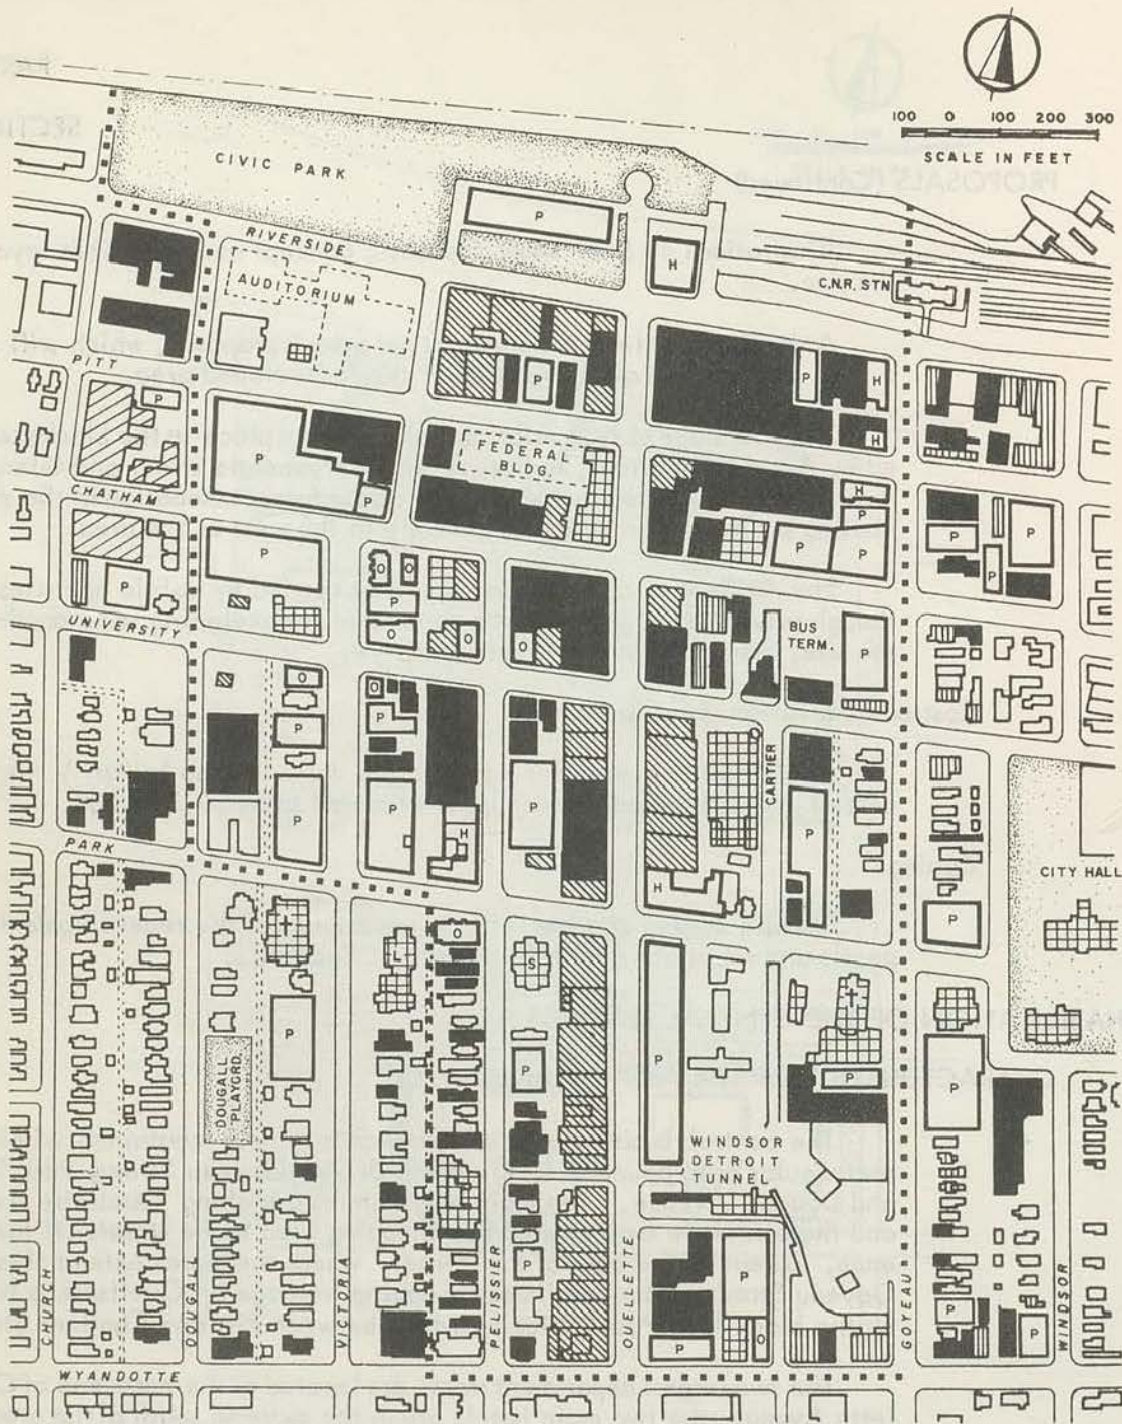 100 0 100 200 300
SCALE IN FEET
CIVIC PARK
P
RIVERSIDE
H
C.N.R. STN
AUDITORIUM
PITT
P
P
P
H
H
FEDERAL
BLDG.
P
P
CHATHAM
H
P
P
P
P
P
P
P
P
P
O
O
P
O
O
O
UNIVERSITY
BUS
TERM.
P
O
O
P
P
P
P
P
P
CARTIER
P
H
PARK
H
P
CITY HALL
O
L
S
P
P
P
P
P
DOUGALL
PLAYGRD.
WINDSOR
DETROIT
TUNNEL
P
P
O
P
P
CHURCH
DOUGALL
VICTORIA
PELISSIER
OUELLETTE
GOYEAU
WINDSOR
WYANDOTTE